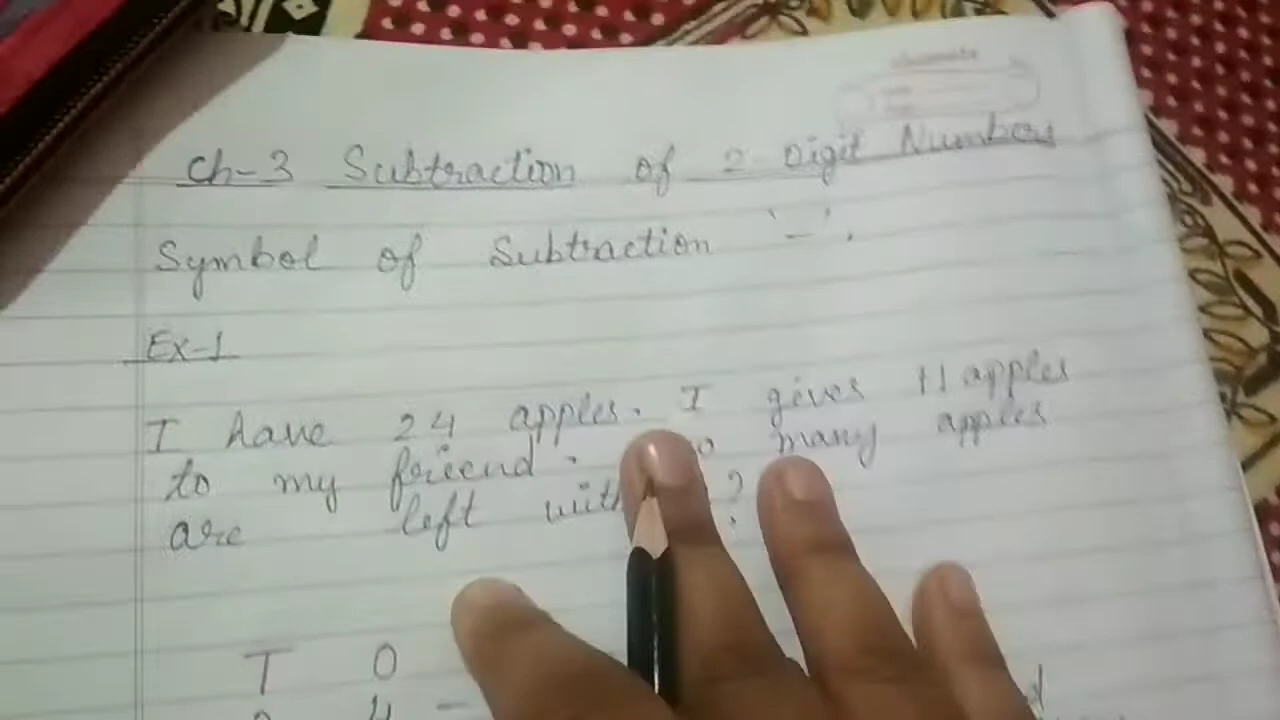 Ch-3 Subtraction of 2 Digit Numbers
Symbol of Subtraction '-'.
Ex-1
I have 24 apples. I gives 11 apples
to my friend. many apples
are left with ?
T O
4 -